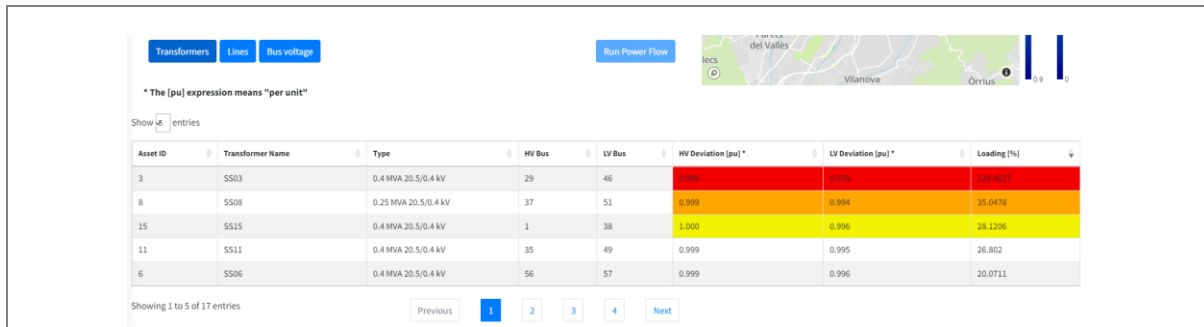 Transformers Lines Bus voltage Run Power Flow
del Vallès
lecs
Vilanova
Òrrius
0.9 0
* The [pu] expression means "per unit"
Show 5 entries
Asset ID Transformer Name Type HV Bus LV Bus HV Deviation [pu] * LV Deviation [pu] * Loading [%]
3 SS03 0.4 MVA 20.5/0.4 kV 29 46 0.999 0.978
8 SS08 0.25 MVA 20.5/0.4 kV 37 51 0.999 0.994 35.0478
15 SS15 0.4 MVA 20.5/0.4 kV 1 38 1.000 0.996 28.1206
11 SS11 0.4 MVA 20.5/0.4 kV 35 49 0.999 0.995 26.802
6 SS06 0.4 MVA 20.5/0.4 kV 56 57 0.999 0.996 20.0711
Showing 1 to 5 of 17 entries
Previous 1 2 3 4 Next